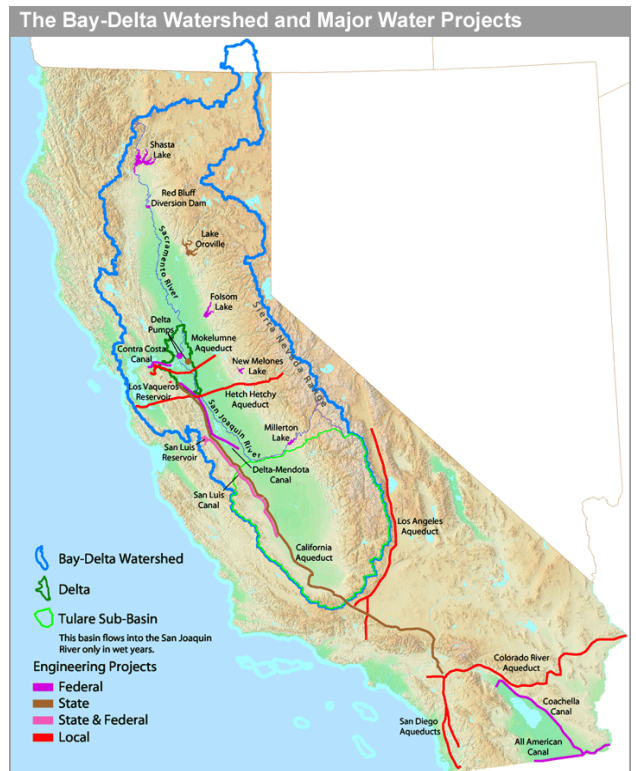 The Bay-Delta Watershed and Major Water Projects
Shasta
Lake
Red Bluff
Diversion Dam
Sacramento River
Lake
Oroville
Folsom
Lake
Sierra Nevada Range
Delta
Pumps
Mokelumne
Aqueduct
Contra Costa
Canal
New Melones
Lake
Los Vaqueros
Reservoir
Hetch Hetchy
Aqueduct
San Joaquin River
Millerton
Lake
San Luis
Reservoir
Delta-Mendota
Canal
San Luis
Canal
Los Angeles
Aqueduct
California
Aqueduct
Bay-Delta Watershed
Delta
Tulare Sub-Basin
This basin flows into the San Joaquin
River only in wet years.
Engineering Projects
Federal
State
State & Federal
Local
Colorado River
Aqueduct
Coachella
Canal
San Diego
Aqueducts
All American
Canal